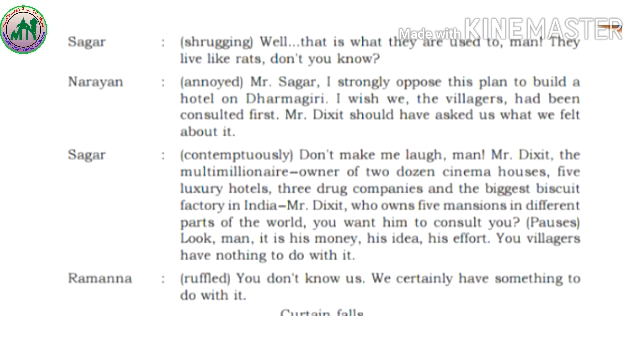 Made with KINEMASTER
Sagar : (shrugging) Well...that is what they are used to, man! They
live like rats, don't you know?
Narayan : (annoyed) Mr. Sagar, I strongly oppose this plan to build a
hotel on Dharmagiri. I wish we, the villagers, had been
consulted first. Mr. Dixit should have asked us what we felt
about it.
Sagar : (contemptuously) Don't make me laugh, man! Mr. Dixit, the
multimillionaire–owner of two dozen cinema houses, five
luxury hotels, three drug companies and the biggest biscuit
factory in India–Mr. Dixit, who owns five mansions in different
parts of the world, you want him to consult you? (Pauses)
Look, man, it is his money, his idea, his effort. You villagers
have nothing to do with it.
Ramanna : (ruffled) You don't know us. We certainly have something to
do with it.
Curtain falls